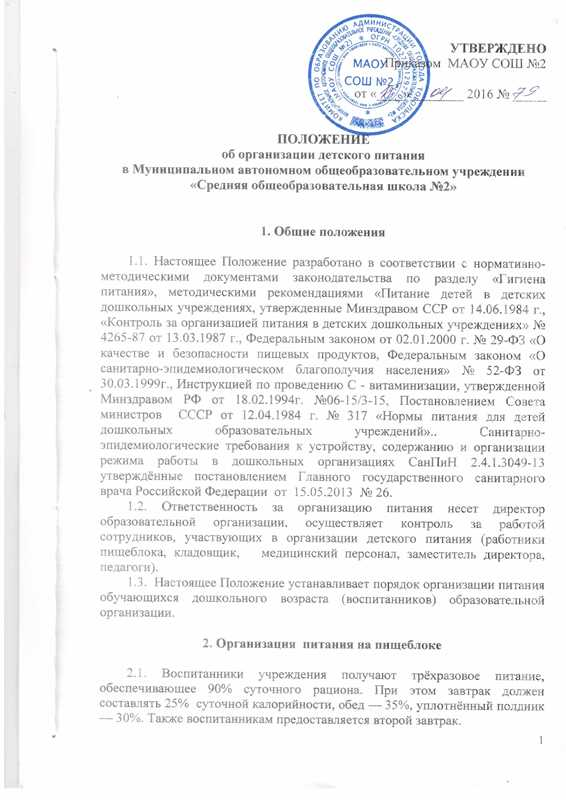 УТВЕРЖДЕНО
Приказом МАОУ СОШ №2
МАОУ
СОШ №2
от « 04 2016 № 75
ПОЛОЖЕНИЕ
об организации детского питания
в Муниципальном автономном общеобразовательном учреждении
«Средняя общеобразовательная школа №2»
1. Общие положения
1.1. Настоящее Положение разработано в соответствии с нормативно-
методическими документами законодательства по разделу «Гигиена
питания», методическими рекомендациями «Питание детей в детских
дошкольных учреждениях, утвержденные Минздравом ССР от 14.06.1984 г.,
«Контроль за организацией питания в детских дошкольных учреждениях» №
4265-87 от 13.03.1987 г., Федеральным законом от 02.01.2000 г. № 29-ФЗ «О
качестве и безопасности пищевых продуктов, Федеральным законом «О
санитарно-эпидемиологическом благополучия населения» № 52-ФЗ от
30.03.1999г., Инструкцией по проведению С - витаминизации, утвержденной
Минздравом РФ от 18.02.1994г. №06-15/3-15, Постановлением Совета
министров СССР от 12.04.1984 г. № 317 «Нормы питания для детей
дошкольных образовательных учреждений».. Санитарно-
эпидемиологические требования к устройству, содержанию и организации
режима работы в дошкольных организациях СанПиН 2.4.1.3049-13
утверждённые постановлением Главного государственного санитарного
врача Российской Федерации от 15.05.2013 № 26.
1.2. Ответственность за организацию питания несет директор
образовательной организации, осуществляет контроль за работой
сотрудников, участвующих в организации детского питания (работники
пищеблока, кладовщик, медицинский персонал, заместитель директора,
педагоги).
1.3. Настоящее Положение устанавливает порядок организации питания
обучающихся дошкольного возраста (воспитанников) образовательной
организации.
2. Организация питания на пищеблоке
2.1. Воспитанники учреждения получают трёхразовое питание,
обеспечивающее 90% суточного рациона. При этом завтрак должен
составлять 25% суточной калорийности, обед — 35%, уплотнённый полдник
— 30%. Также воспитанникам предоставляется второй завтрак.
1